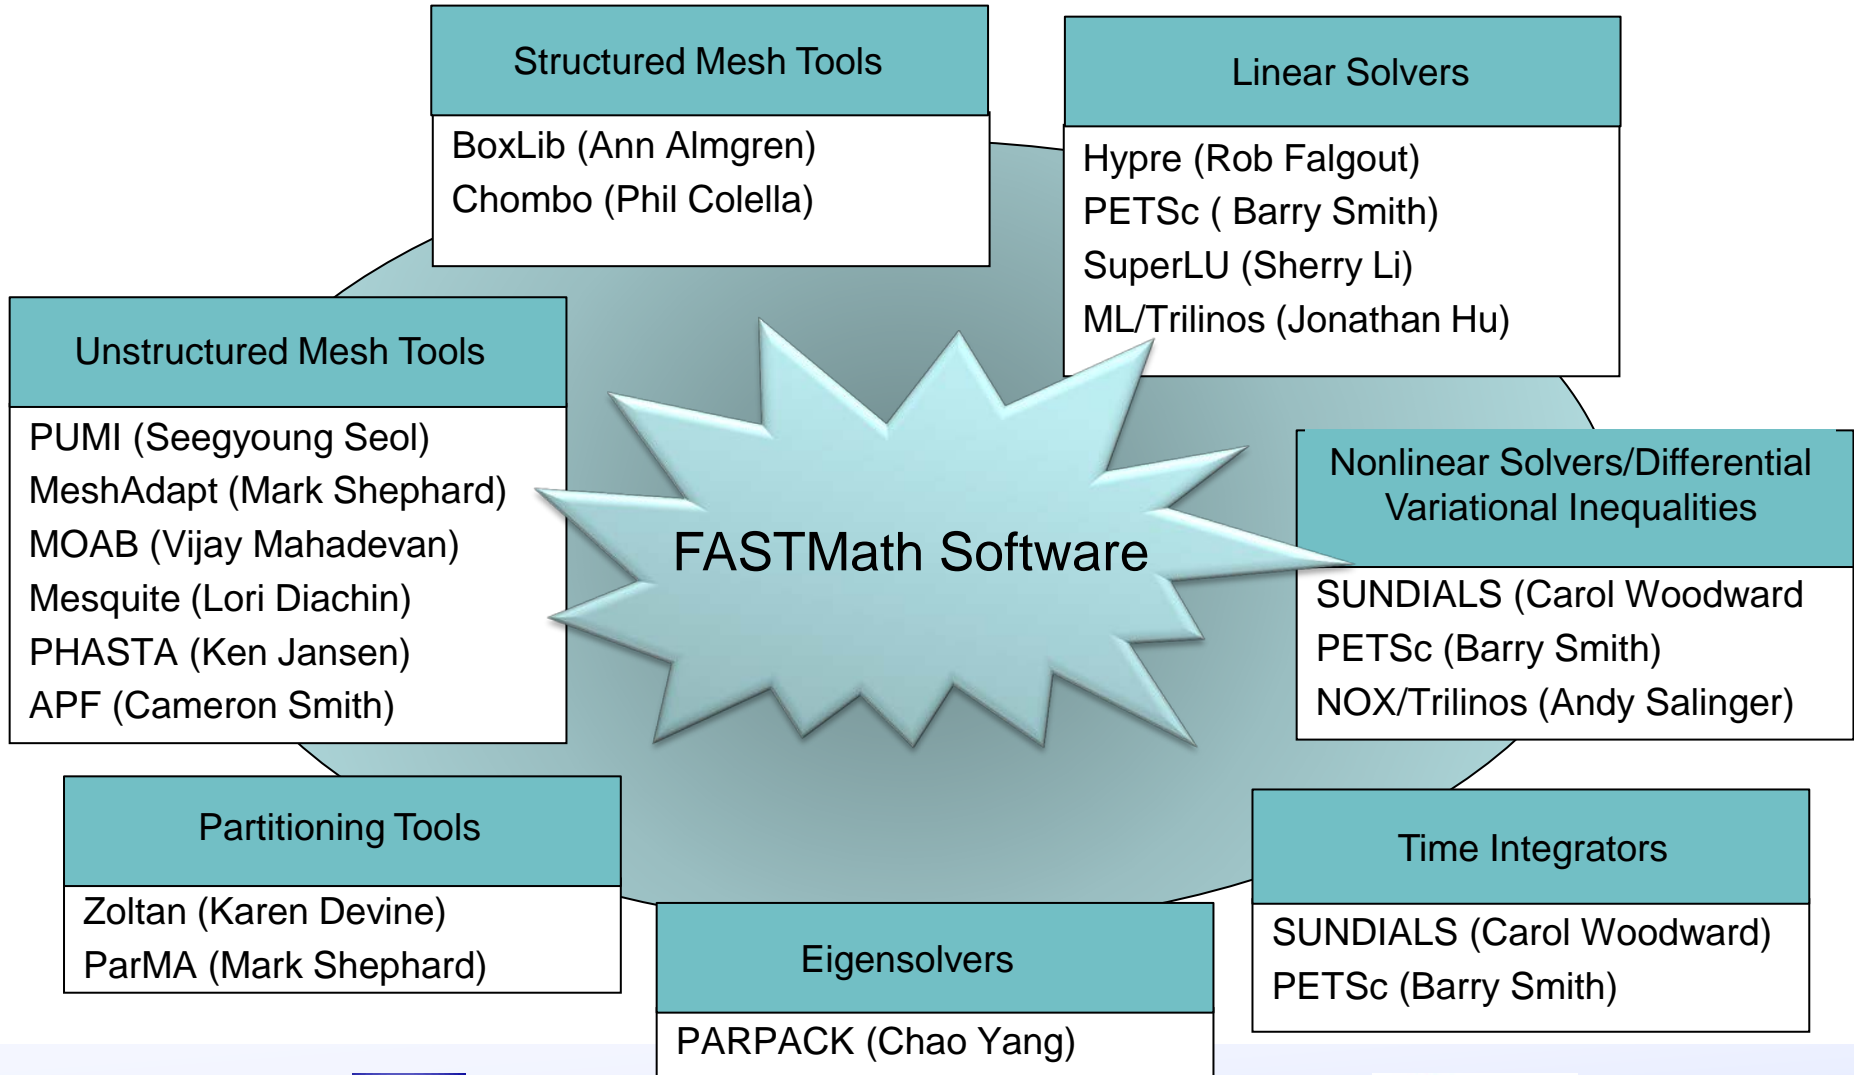 Structured Mesh Tools
BoxLib (Ann Almgren)
Chombo (Phil Colella)
Linear Solvers
Hypre (Rob Falgout)
PETSc ( Barry Smith)
SuperLU (Sherry Li)
ML/Trilinos (Jonathan Hu)
Unstructured Mesh Tools
PUMI (Seegyoung Seol)
MeshAdapt (Mark Shephard)
MOAB (Vijay Mahadevan)
Mesquite (Lori Diachin)
PHASTA (Ken Jansen)
APF (Cameron Smith)
FASTMath Software
Nonlinear Solvers/Differential
Variational Inequalities
SUNDIALS (Carol Woodward
PETSc (Barry Smith)
NOX/Trilinos (Andy Salinger)
Partitioning Tools
Zoltan (Karen Devine)
ParMA (Mark Shephard)
Eigensolvers
PARPACK (Chao Yang)
Time Integrators
SUNDIALS (Carol Woodward)
PETSc (Barry Smith)